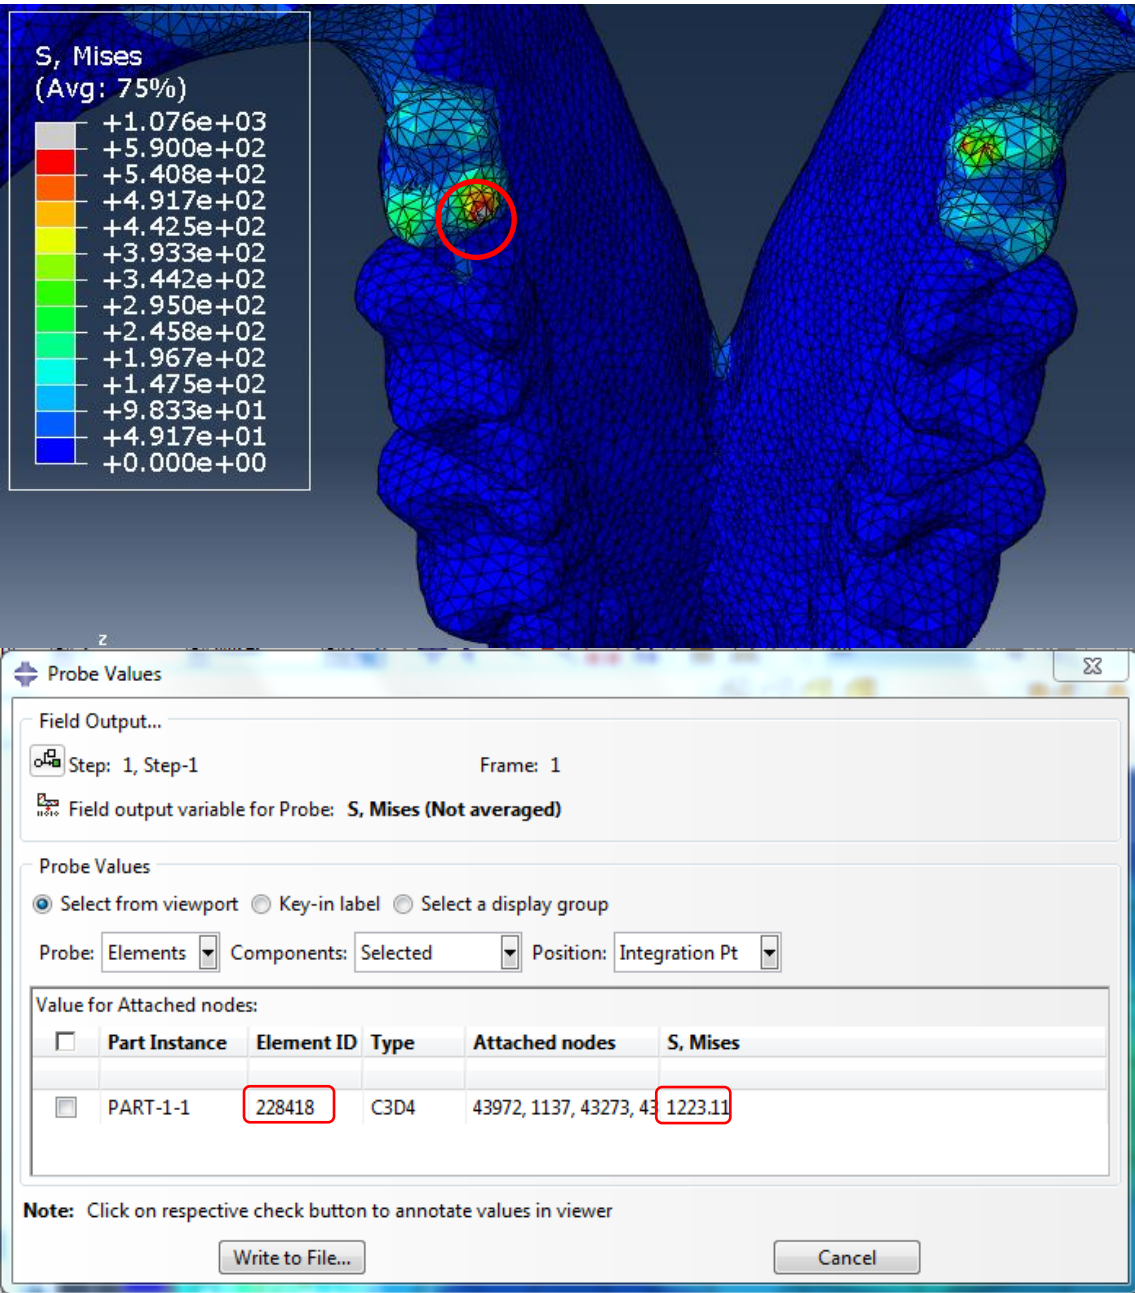 S, Mises
(Avg: 75%)
+1.076e+03
+5.900e+02
+5.408e+02
+4.917e+02
+4.425e+02
+3.933e+02
+3.442e+02
+2.950e+02
+2.458e+02
+1.967e+02
+1.475e+02
+9.833e+01
+4.917e+01
+0.000e+00
z
Probe Values
Field Output...
Step: 1, Step-1 Frame: 1
Field output variable for Probe: S, Mises (Not averaged)
Probe Values
Select from viewport Key-in label Select a display group
Probe: Elements Components: Selected Position: Integration Pt
Value for Attached nodes:
Part Instance Element ID Type Attached nodes S, Mises
PART-1-1 228418 C3D4 43972, 1137, 43273, 43 1223.11
Note: Click on respective check button to annotate values in viewer
Write to File... Cancel